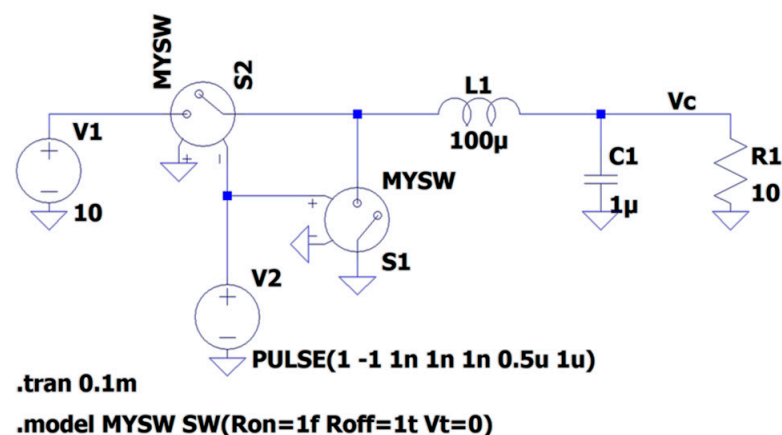 MYSW
S2
V1
10
L1
100µ
Vc
C1
1µ
R1
10
MYSW
S1
V2
PULSE(1 -1 1n 1n 1n 0.5u 1u)
.tran 0.1m
.model MYSW SW(Ron=1f Roff=1t Vt=0)